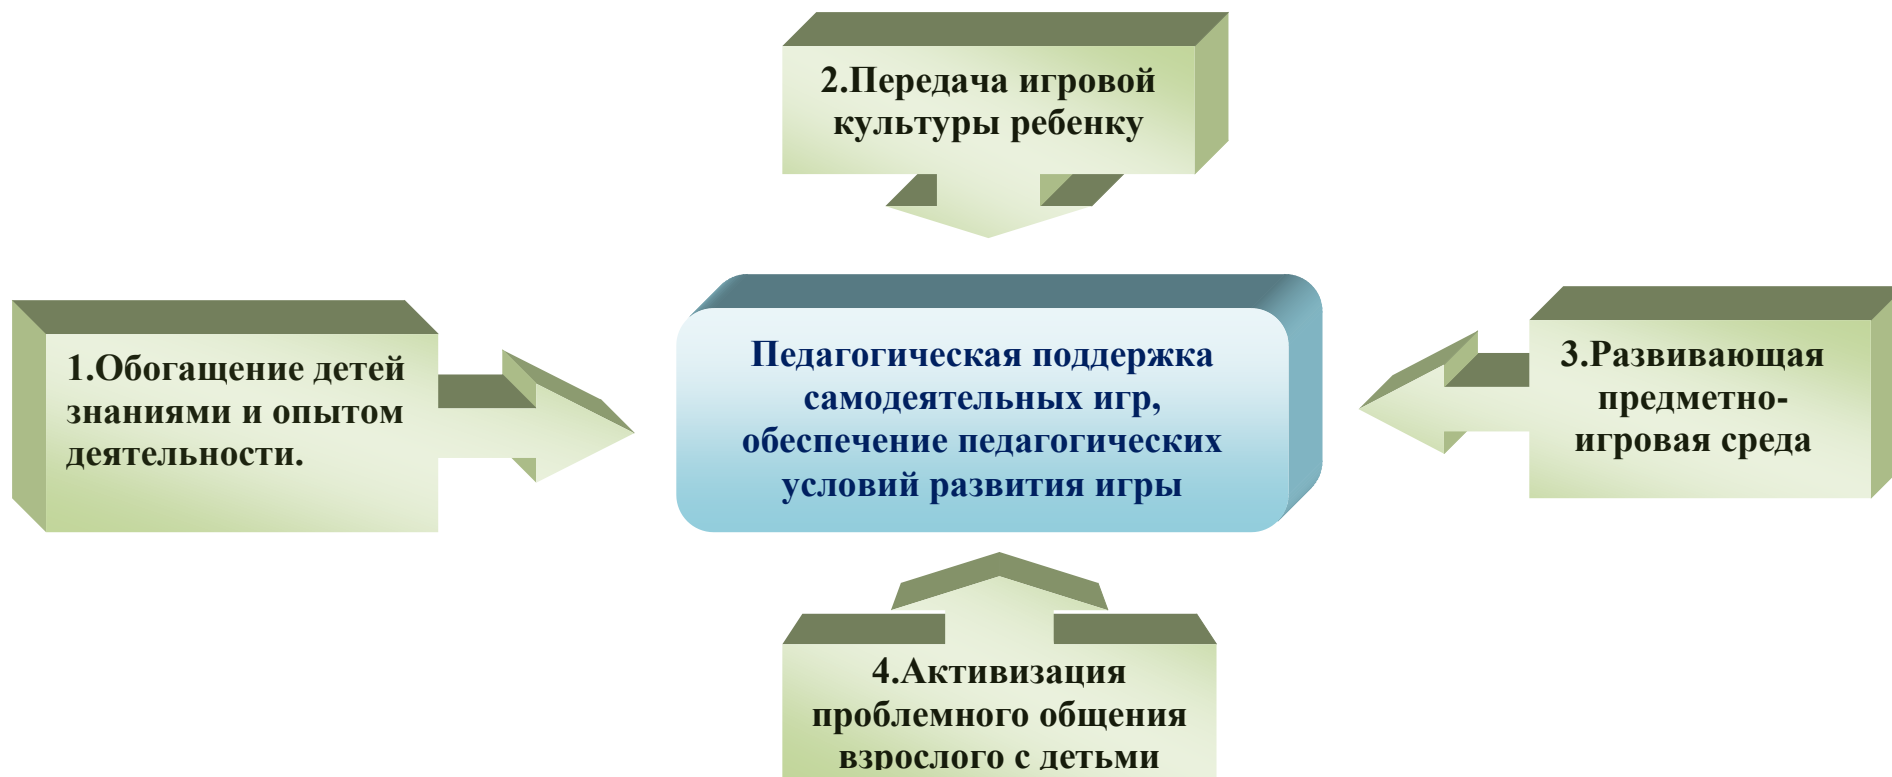 2.Передача игровой
культуры ребенку
1.Обогащение детей
знаниями и опытом
деятельности.
Педагогическая поддержка
самодеятельных игр,
обеспечение педагогических
условий развития игры
3.Развивающая
предметно-
игровая среда
4.Активизация
проблемного общения
взрослого с детьми